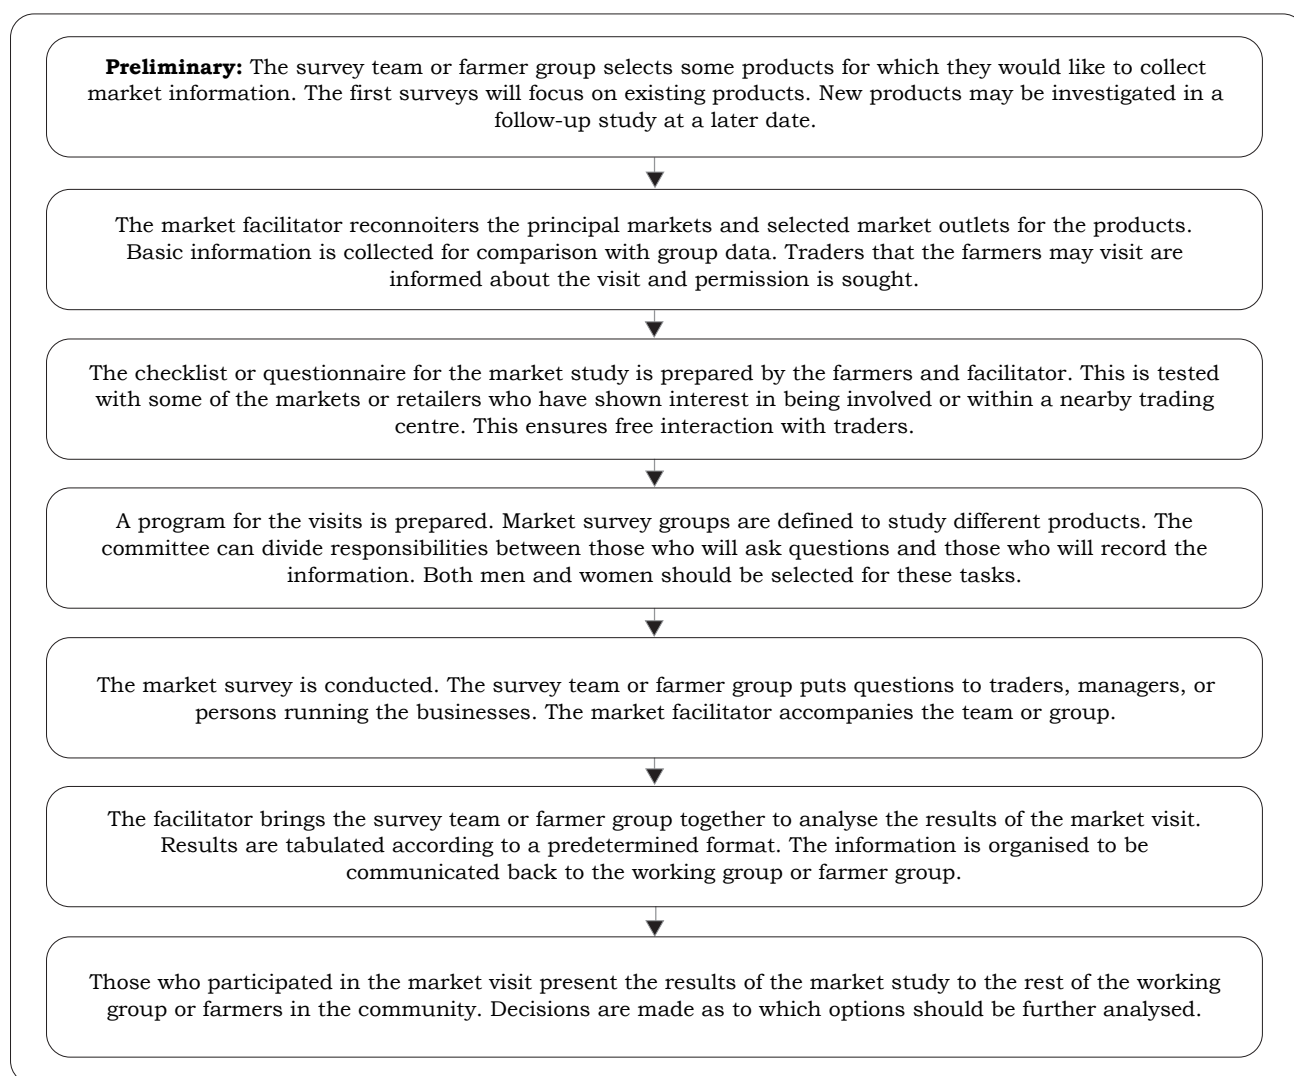 Preliminary: The survey team or farmer group selects some products for which they would like to collect
market information. The first surveys will focus on existing products. New products may be investigated in a
follow-up study at a later date.
The market facilitator reconnoiters the principal markets and selected market outlets for the products.
Basic information is collected for comparison with group data. Traders that the farmers may visit are
informed about the visit and permission is sought.
The checklist or questionnaire for the market study is prepared by the farmers and facilitator. This is tested
with some of the markets or retailers who have shown interest in being involved or within a nearby trading
centre. This ensures free interaction with traders.
A program for the visits is prepared. Market survey groups are defined to study different products. The
committee can divide responsibilities between those who will ask questions and those who will record the
information. Both men and women should be selected for these tasks.
The market survey is conducted. The survey team or farmer group puts questions to traders, managers, or
persons running the businesses. The market facilitator accompanies the team or group.
The facilitator brings the survey team or farmer group together to analyse the results of the market visit.
Results are tabulated according to a predetermined format. The information is organised to be
communicated back to the working group or farmer group.
Those who participated in the market visit present the results of the market study to the rest of the working
group or farmers in the community. Decisions are made as to which options should be further analysed.